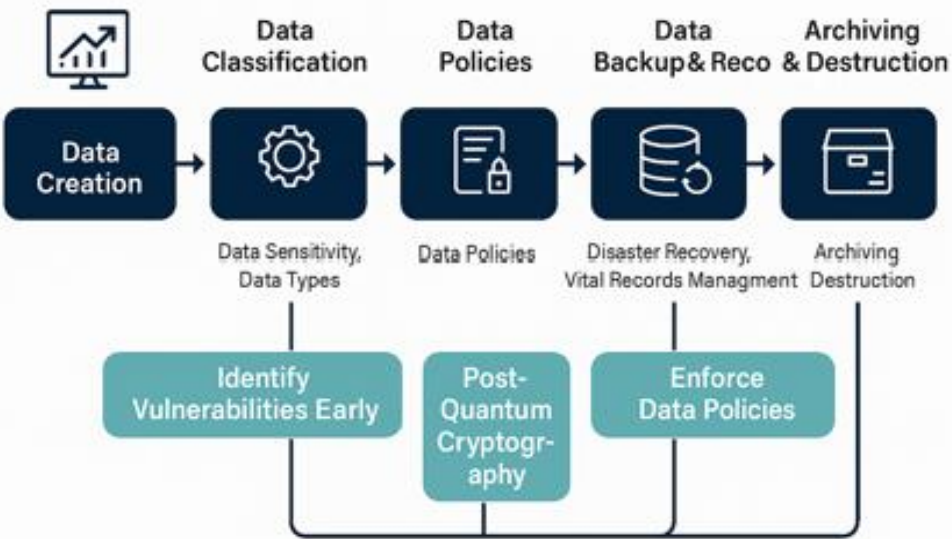 Data
Classification
Data
Policies
Data
Backup & Reco
Archiving
& Destruction
Data
Creation
Data Sensitivity,
Data Types
Data Policies
Disaster Recovery,
Vital Records Managment
Archiving
Destruction
Identify
Vulnerabilities Early
Post-
Quantum
Cryptogr-
aphy
Enforce
Data Policies